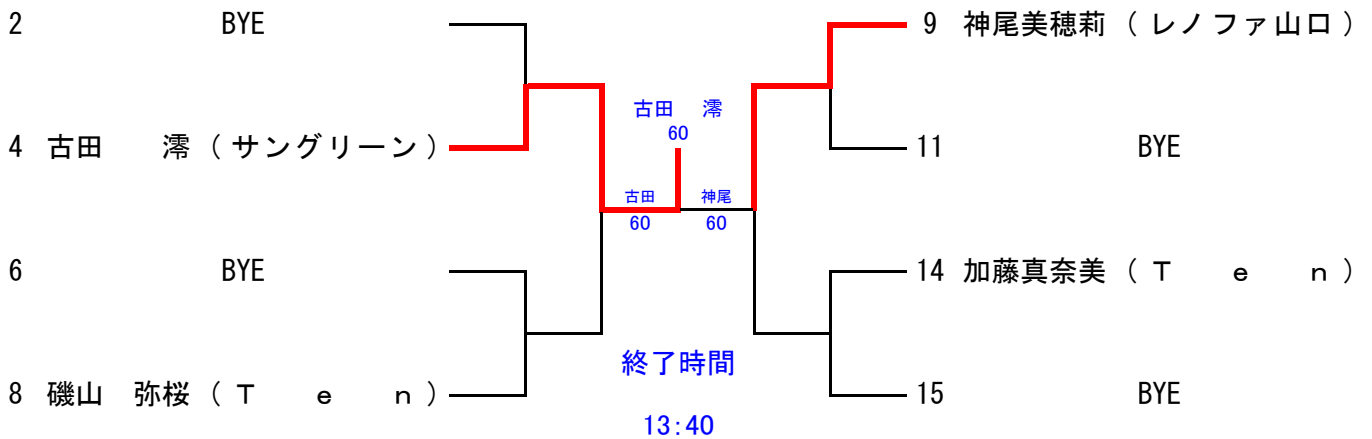 2 BYE
4 古田 澪 (サングリーン)
6 BYE
8 磯山 弥桜 (Ten)
古田 澪
60
古田 神尾
60 60
終了時間
13:40
9 神尾美穂莉 (レノファ山口)
11 BYE
14 加藤真奈美 (Ten)
15 BYE